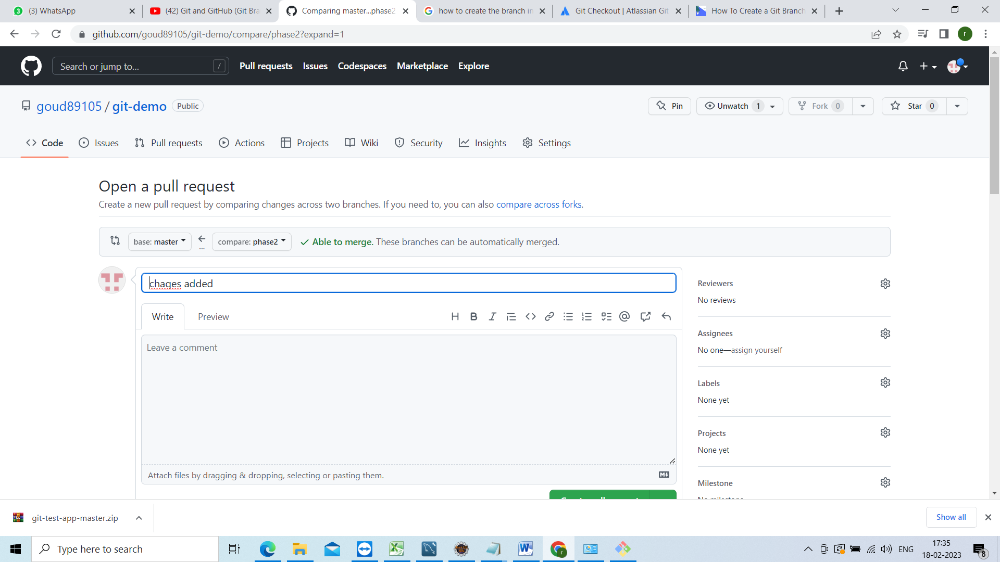 (3) WhatsApp
(42) Git and GitHub (Git Bra
Comparing master...phase2
how to create the branch in
Git Checkout | Atlassian Git
How To Create a Git Branch
github.com/goud89105/git-demo/compare/phase2?expand=1
r
Search or jump to...
/
Pull requests
Issues
Codespaces
Marketplace
Explore
goud89105 / git-demo
Public
Pin
Unwatch 1
Fork 0
Star 0
Code
Issues
Pull requests
Actions
Projects
Wiki
Security
Insights
Settings
Open a pull request
Create a new pull request by comparing changes across two branches. If you need to, you can also compare across forks.
base: master
...
compare: phase2
Able to merge. These branches can be automatically merged.
chages added
Write
Preview
Leave a comment
Attach files by dragging & dropping, selecting or pasting them.
Reviewers
No reviews
Assignees
No one—assign yourself
Labels
None yet
Projects
None yet
Milestone
git-test-app-master.zip
Show all
Type here to search
ENG
17:35
18-02-2023
8